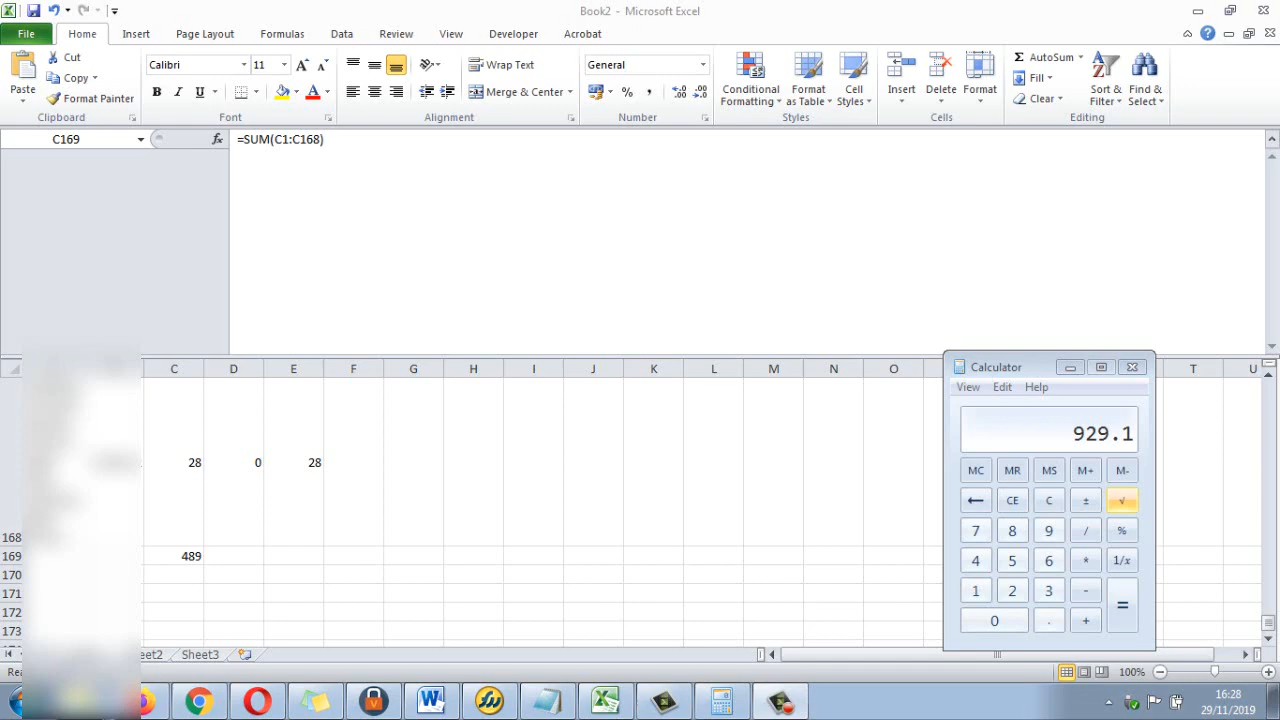 Book2 - Microsoft Excel
File Home Insert Page Layout Formulas Data Review View Developer Acrobat
Paste Cut Copy Format Painter
Calibri 11
B I U A
Wrap Text
Merge & Center
General
% ,
Conditional Formatting Format as Table Cell Styles
Insert Delete Format
Σ AutoSum Fill Clear
Sort & Filter Find & Select
Clipboard Font Alignment Number Styles Cells Editing
C169 fx =SUM(C1:C168)
C D E F G H I J K L M N O T U
28 0 28
168
169 489
170
171
172
173
Calculator
View Edit Help
929.1
MC MR MS M+ M-
← CE C ± √
7 8 9 / %
4 5 6 * 1/x
1 2 3 - =
0 . +
Sheet3
100%
16:28
29/11/2019